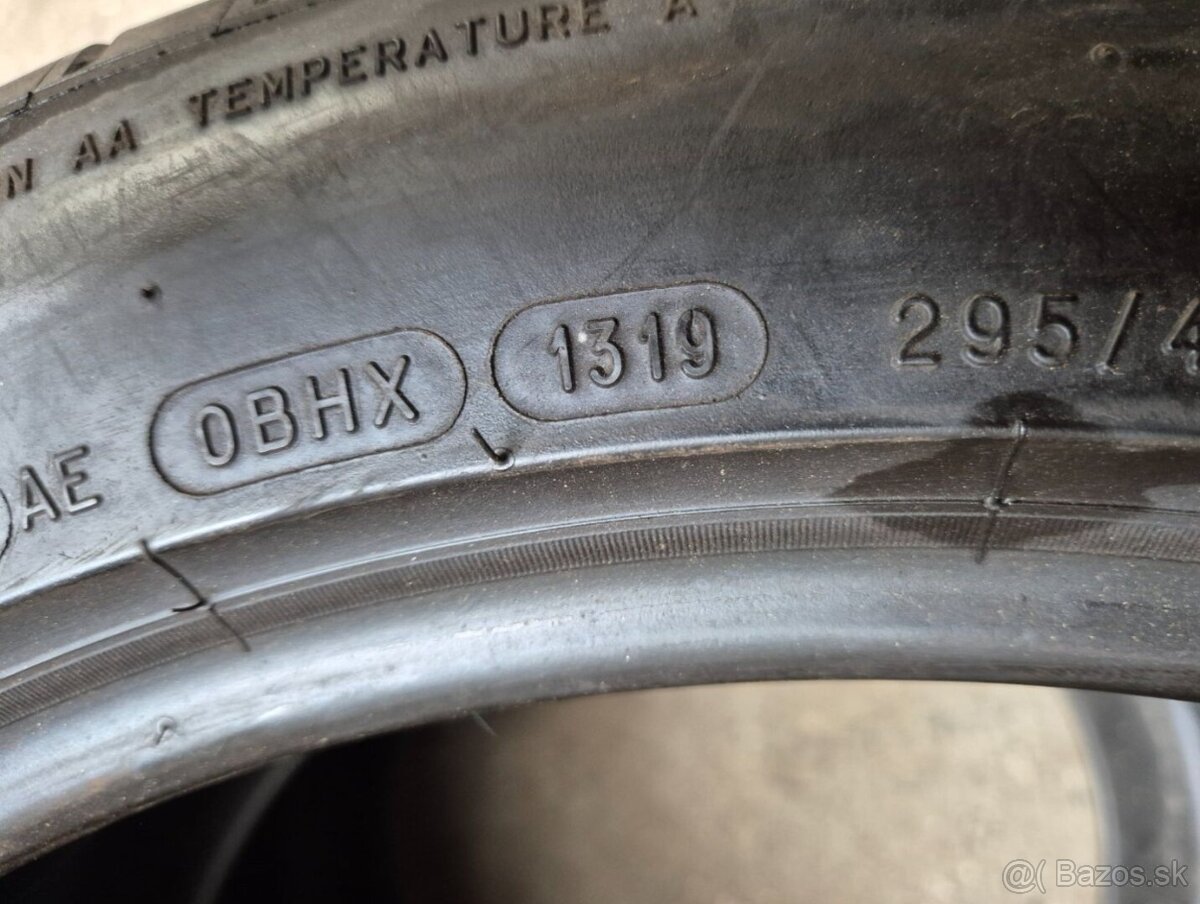 N AA TEMPERATURE A
AE 0BHX 1319 295/4
@( Bazos.sk